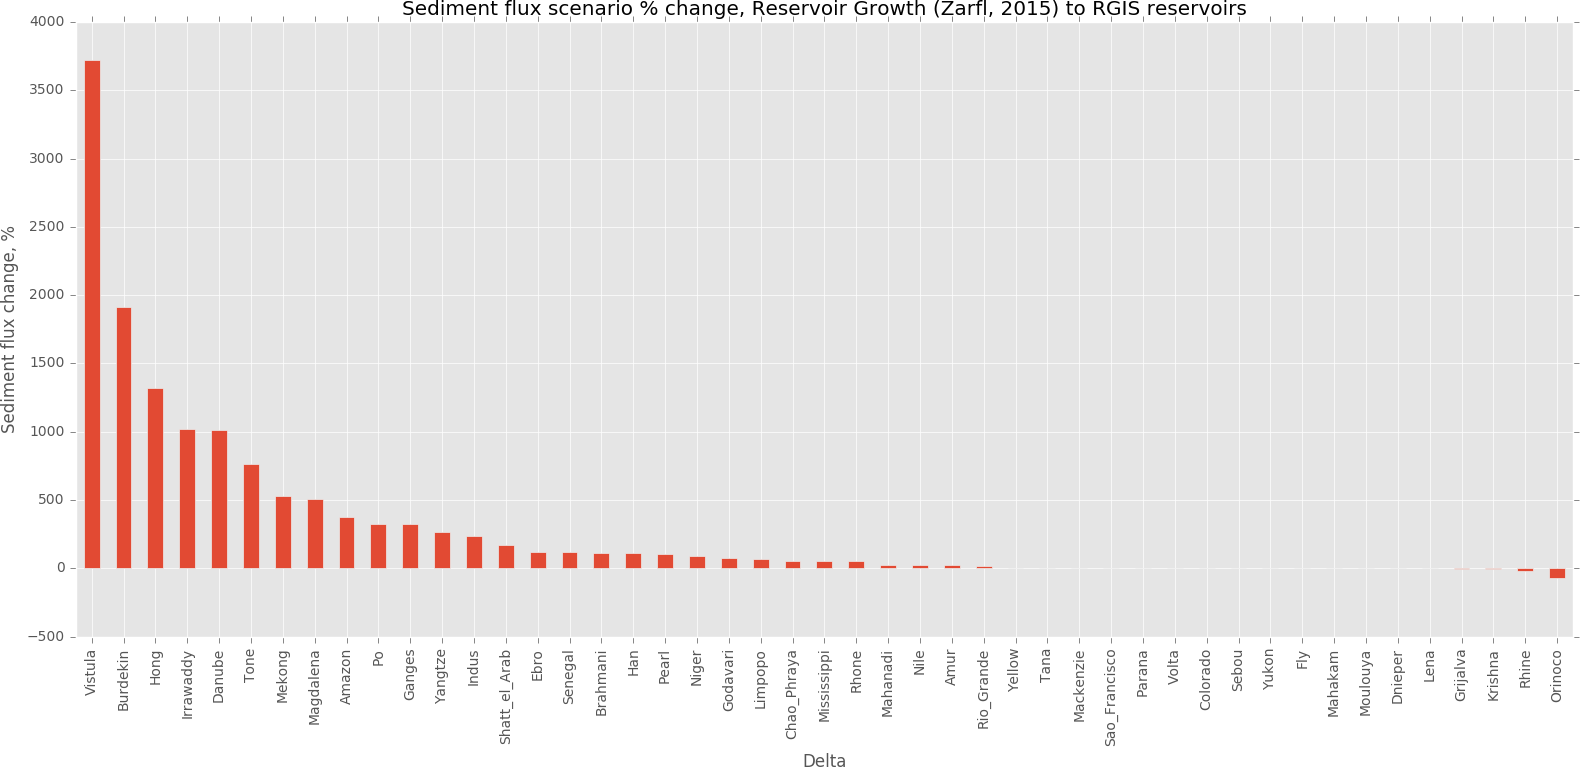 Sediment flux scenario % change, Reservoir Growth (Zarfl, 2015) to RGIS reservoirs
4000
3500
3000
2500
2000
1500
1000
500
0
−500
Sediment flux change, %
Vistula
Burdekin
Hong
Irrawaddy
Danube
Tone
Mekong
Magdalena
Amazon
Po
Ganges
Yangtze
Indus
Shatt_el_Arab
Ebro
Senegal
Brahmani
Han
Pearl
Niger
Godavari
Limpopo
Chao_Phraya
Mississippi
Rhone
Mahanadi
Nile
Amur
Rio_Grande
Yellow
Tana
Mackenzie
Sao_Francisco
Parana
Volta
Colorado
Sebou
Yukon
Fly
Mahakam
Moulouya
Dnieper
Lena
Grijalva
Krishna
Rhine
Orinoco
Delta